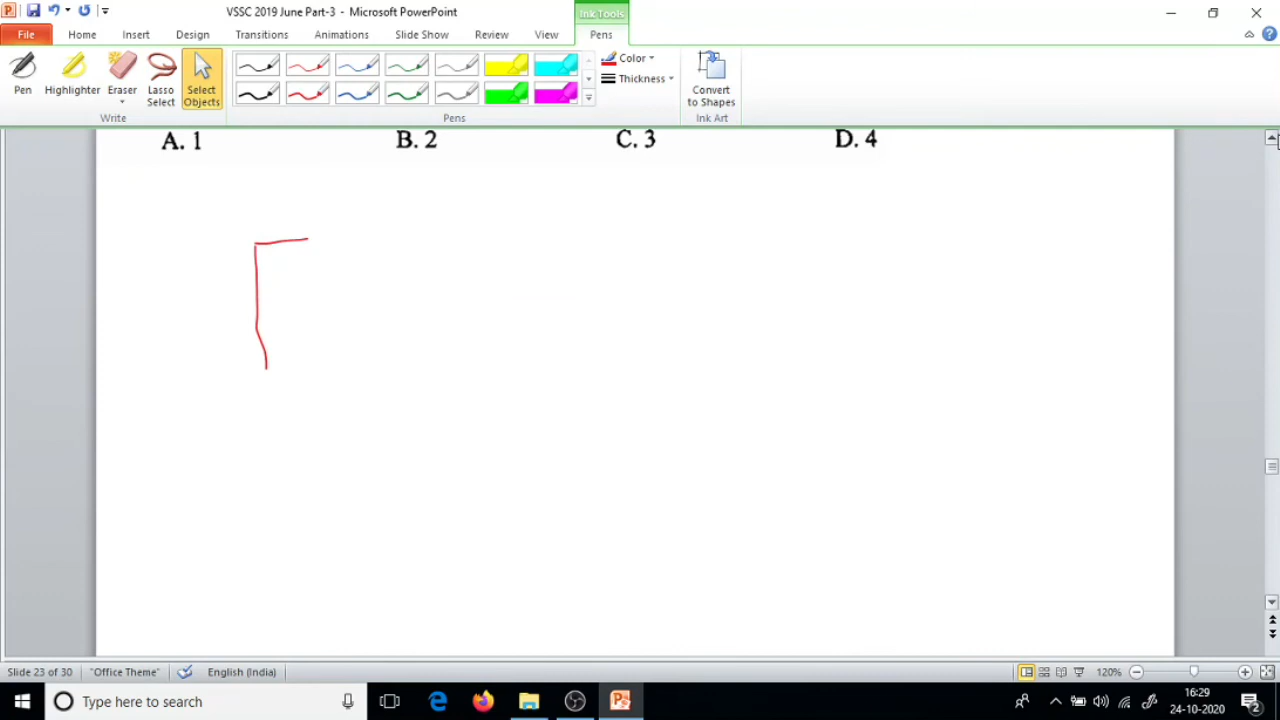 VSSC 2019 June Part-3 - Microsoft PowerPoint
Ink Tools
File Home Insert Design Transitions Animations Slide Show Review View Pens
Pen Highlighter Eraser Lasso Select Select Objects
Color
Thickness
Convert to Shapes
Write Pens Ink Art
A. 1 B. 2 C. 3 D. 4
Slide 23 of 30 "Office Theme" English (India) 120%
Type here to search
16:29
24-10-2020
2